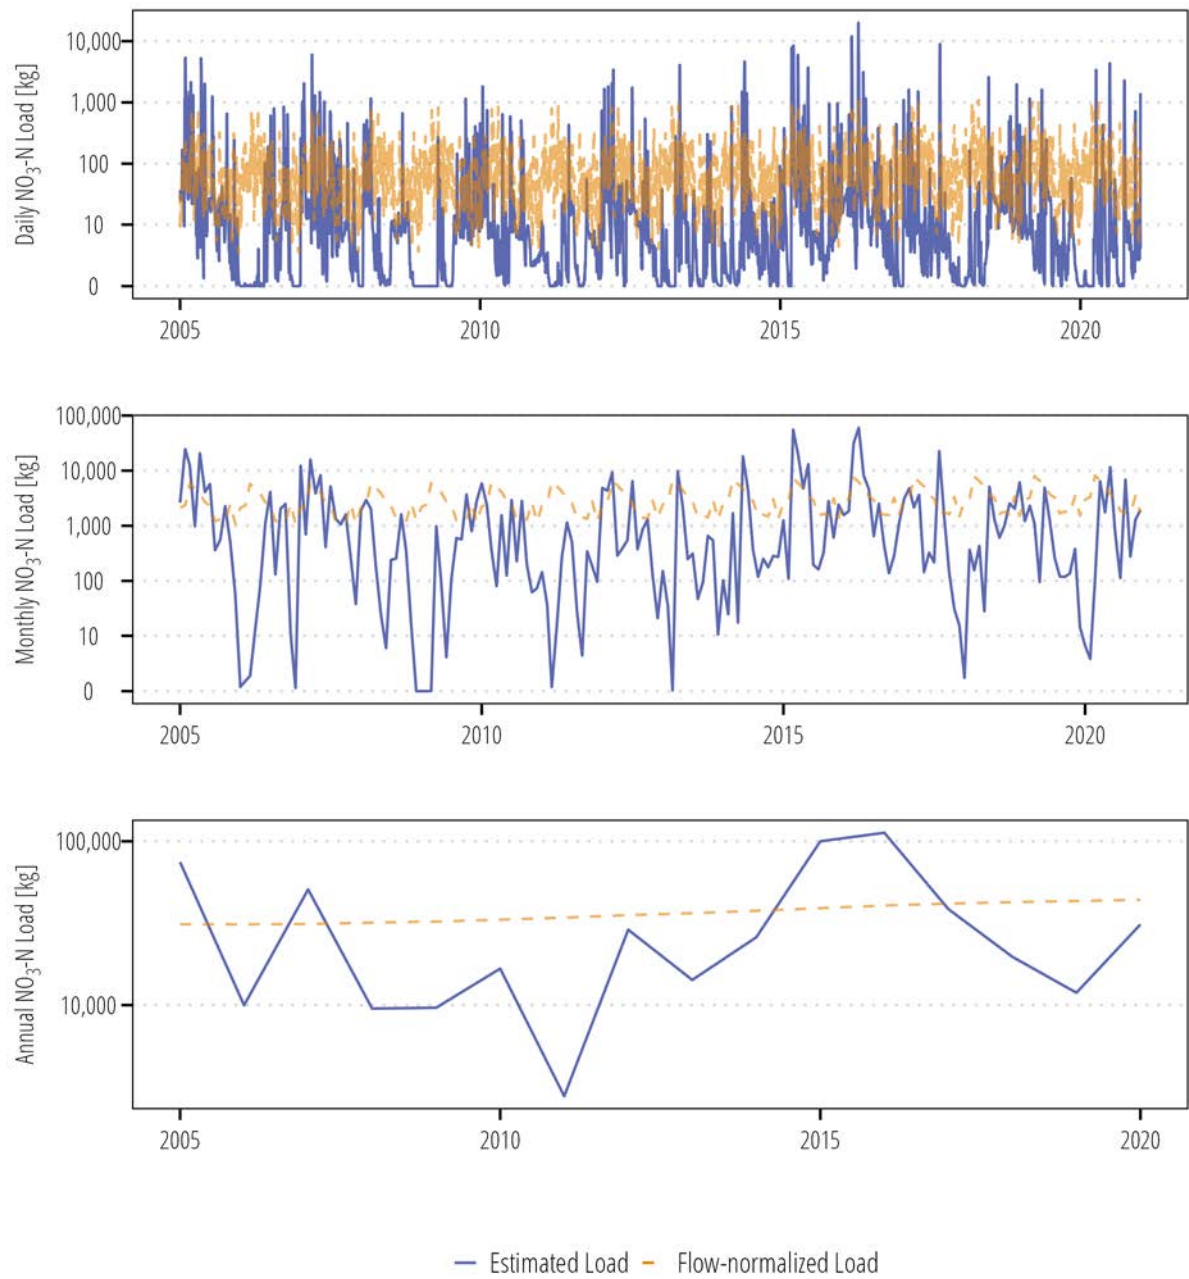 Daily NO₃-N Load [kg]
10,000
1,000
100
10
0
2005 2010 2015 2020
Monthly NO₃-N Load [kg]
100,000
10,000
1,000
100
10
0
2005 2010 2015 2020
Annual NO₃-N Load [kg]
100,000
10,000
2005 2010 2015 2020
Estimated Load Flow-normalized Load